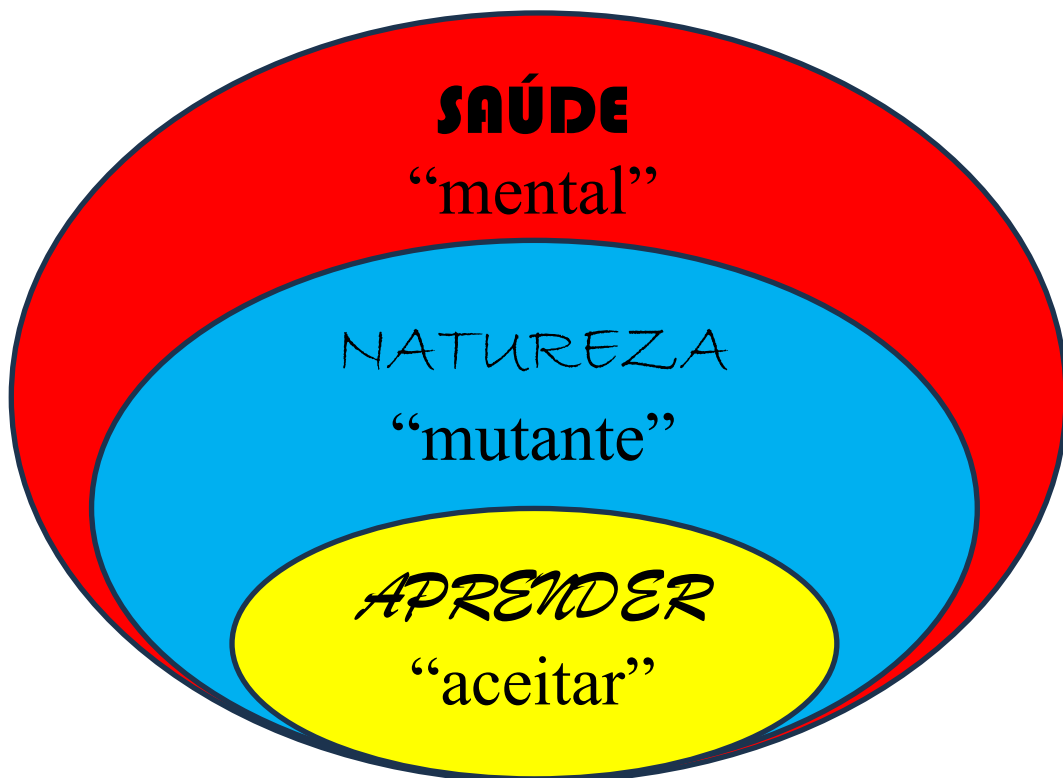 SAÚDE
“mental”
NATUREZA
“mutante”
APRENDER
“aceitar”